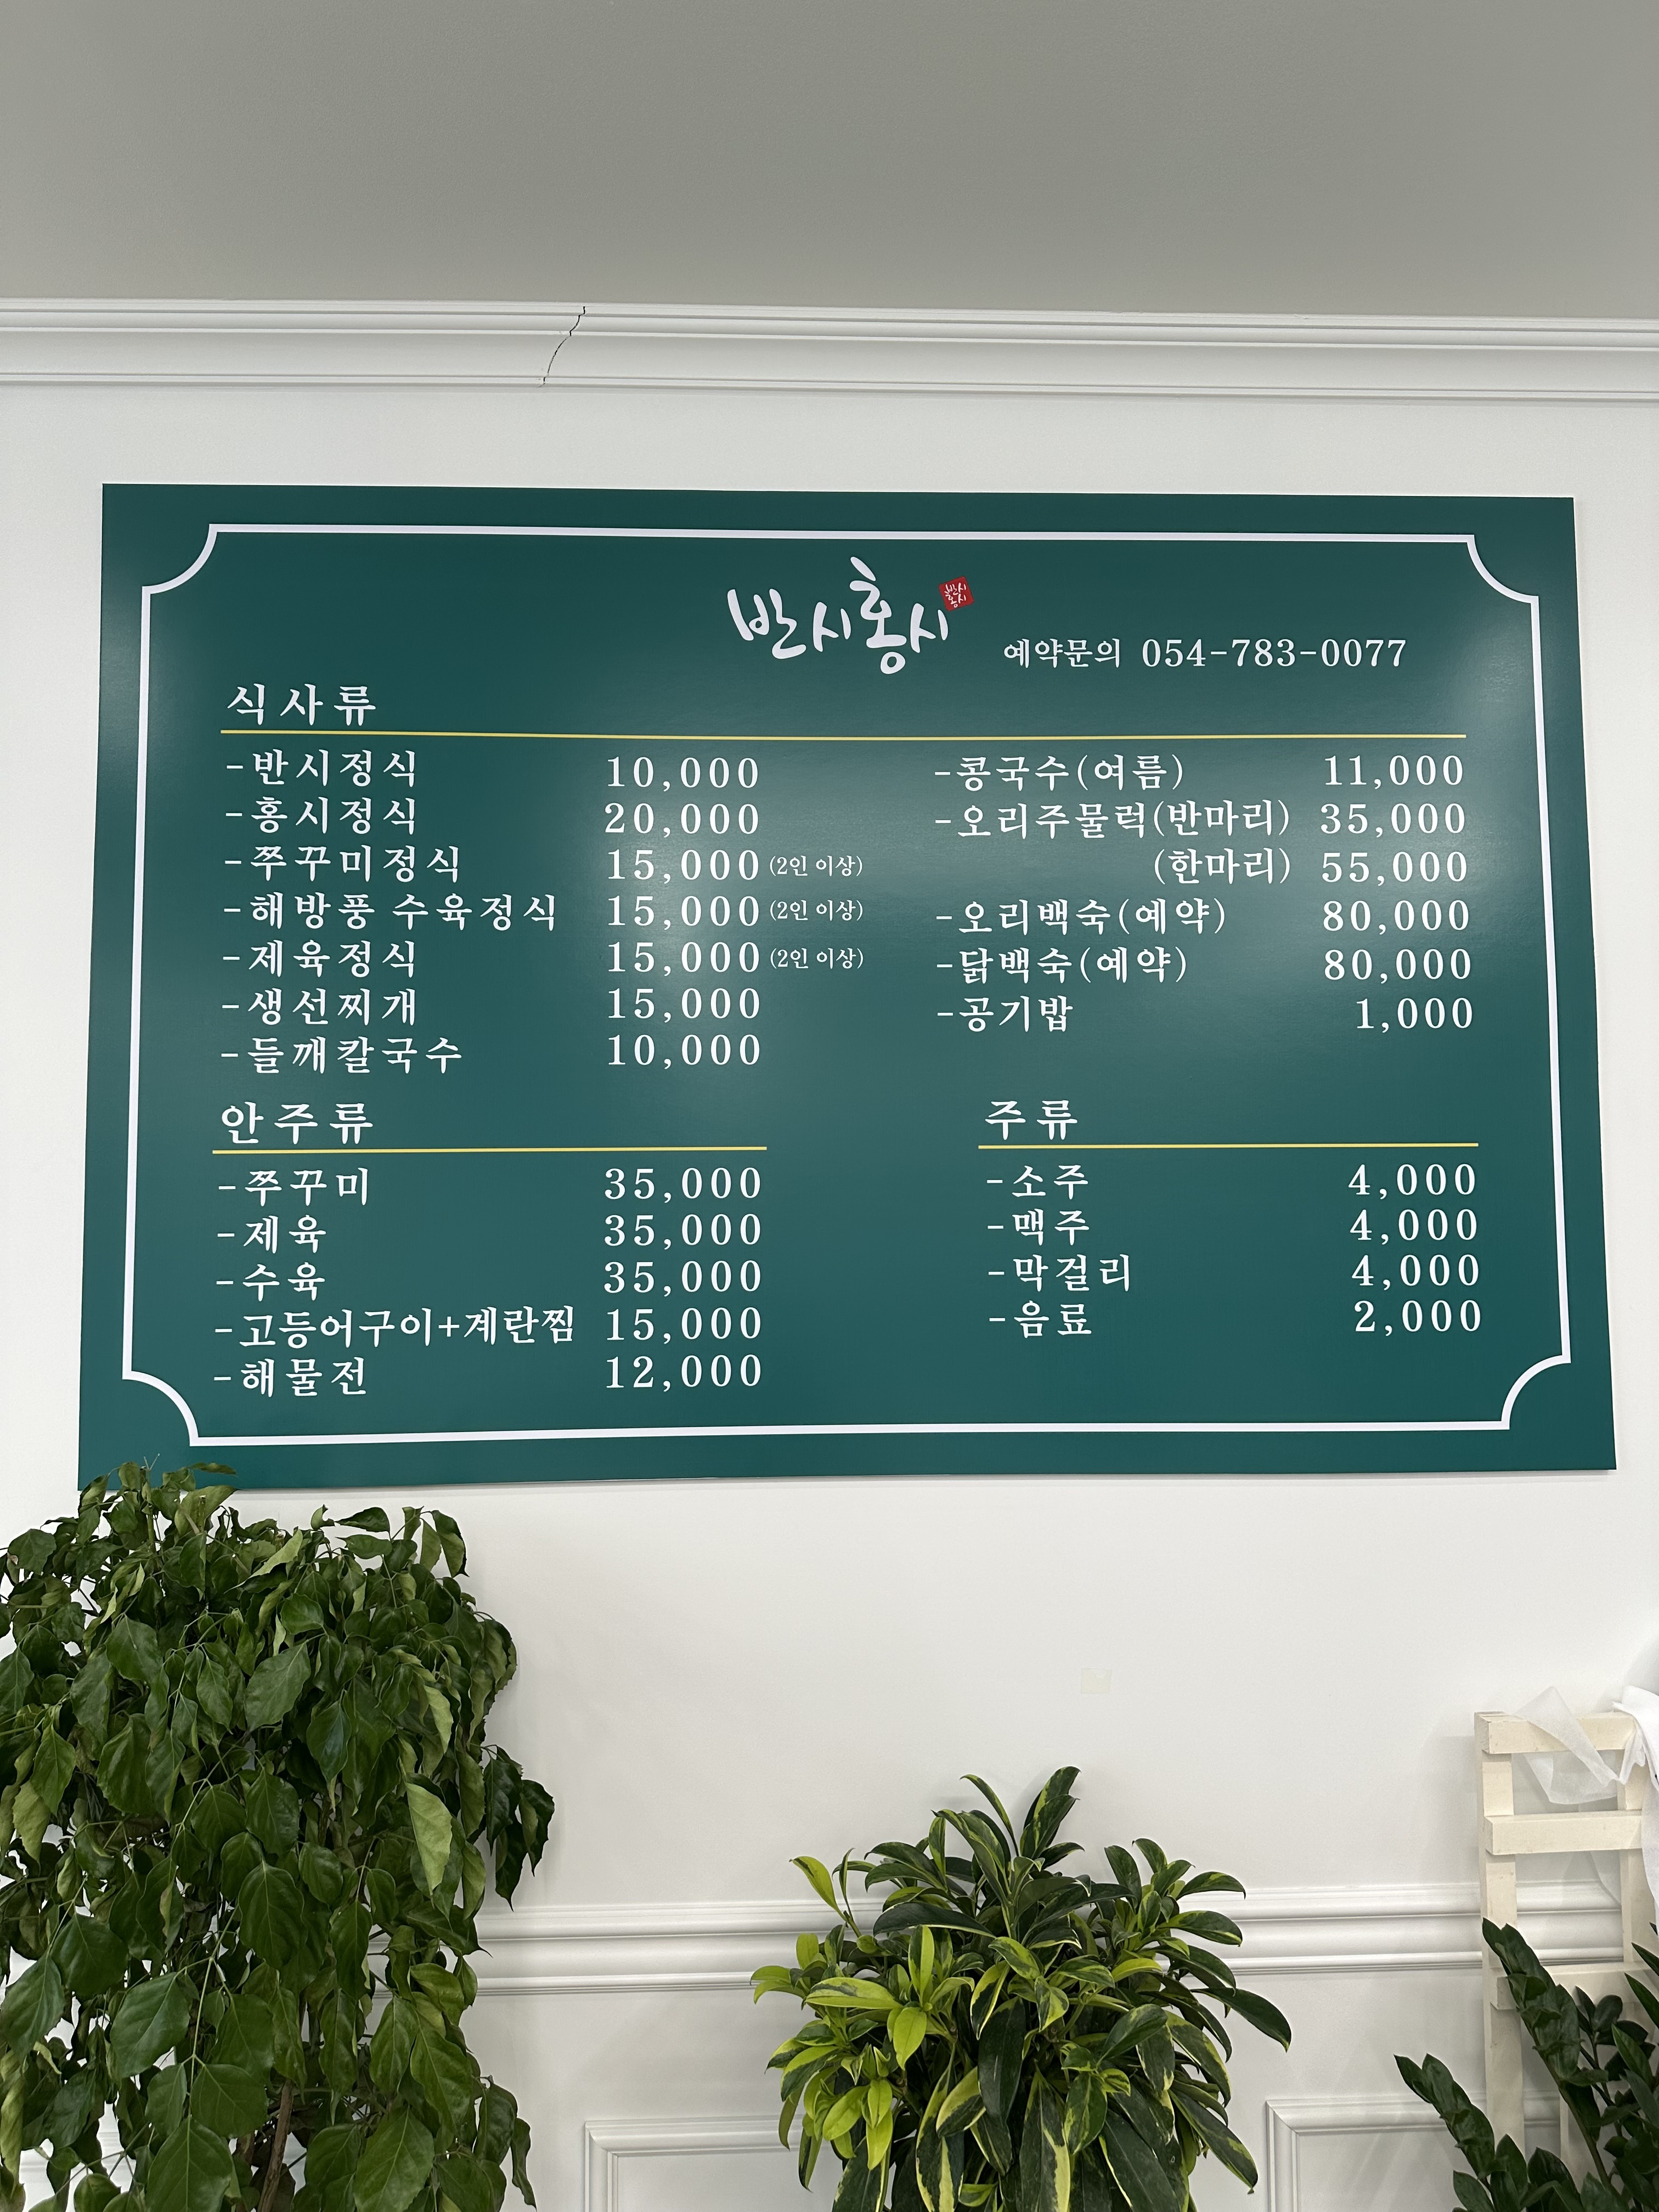 반시홍시
반시
홍시
예약문의 054-783-0077
식사류
-반시정식 10,000
-홍시정식 20,000
-쭈꾸미정식 15,000 (2인 이상)
-해방풍 수육정식 15,000 (2인 이상)
-제육정식 15,000 (2인 이상)
-생선찌개 15,000
-들깨칼국수 10,000
-콩국수(여름) 11,000
-오리주물럭(반마리) 35,000
(한마리) 55,000
-오리백숙(예약) 80,000
-닭백숙(예약) 80,000
-공기밥 1,000
안주류
-쭈꾸미 35,000
-제육 35,000
-수육 35,000
-고등어구이+계란찜 15,000
-해물전 12,000
주류
-소주 4,000
-맥주 4,000
-막걸리 4,000
-음료 2,000